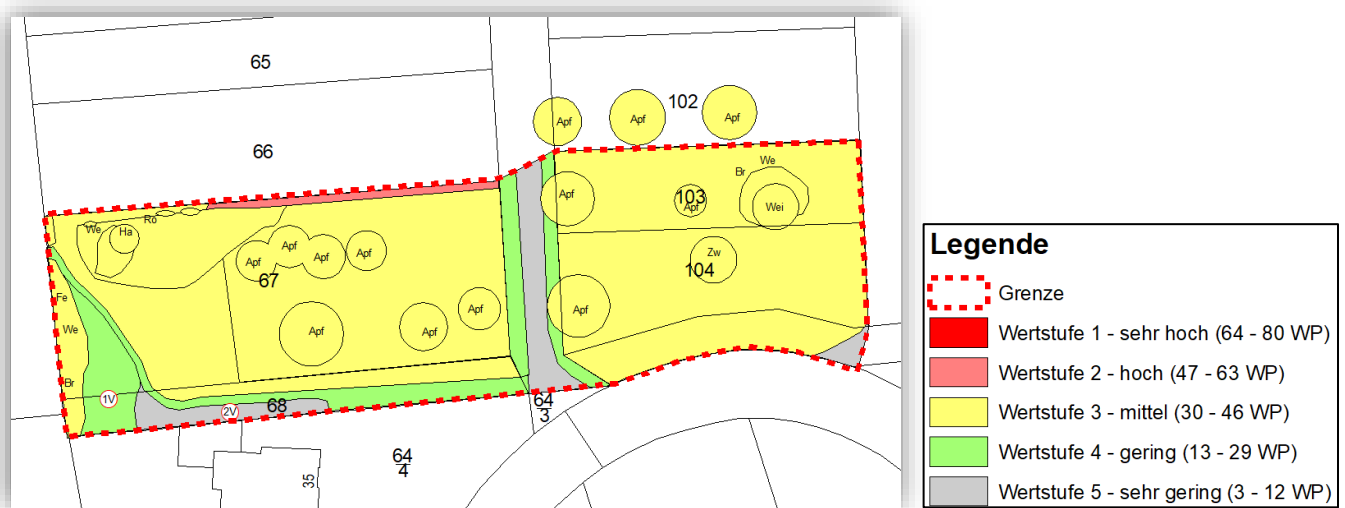 65
102
Apf
Apf
Apf
66
We
Br
Apf
103
Apf
Wei
Ro
We
Ha
Apf
Apf
Apf
Apf
67
Zw
104
Fe
We
Apf
Apf
Apf
Apf
Br
1V
2V
68
64
3
64
4
35
Legende
Grenze
Wertstufe 1 - sehr hoch (64 - 80 WP)
Wertstufe 2 - hoch (47 - 63 WP)
Wertstufe 3 - mittel (30 - 46 WP)
Wertstufe 4 - gering (13 - 29 WP)
Wertstufe 5 - sehr gering (3 - 12 WP)